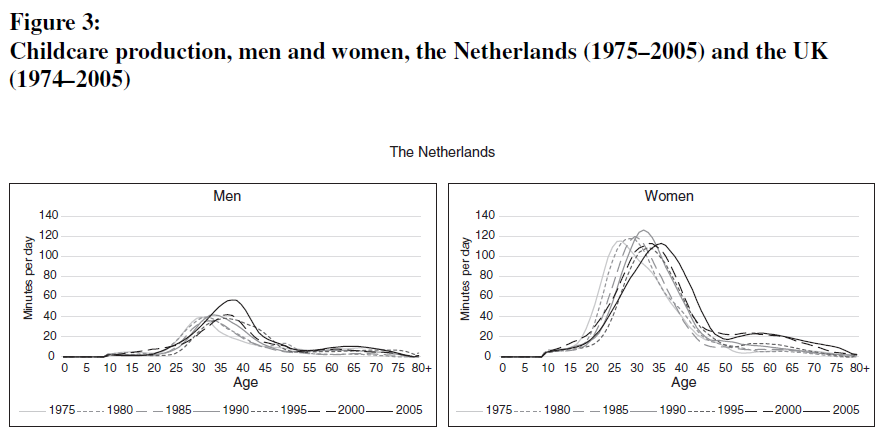 Figure 3:
Childcare production, men and women, the Netherlands (1975–2005) and the UK
(1974–2005)
The Netherlands
Men
Minutes per day
140
120
100
80
60
40
20
0
0 5 10 15 20 25 30 35 40 45 50 55 60 65 70 75 80+
Age
1975 1980 1985 1990 1995 2000 2005
Women
Minutes per day
140
120
100
80
60
40
20
0
0 5 10 15 20 25 30 35 40 45 50 55 60 65 70 75 80+
Age
1975 1980 1985 1990 1995 2000 2005